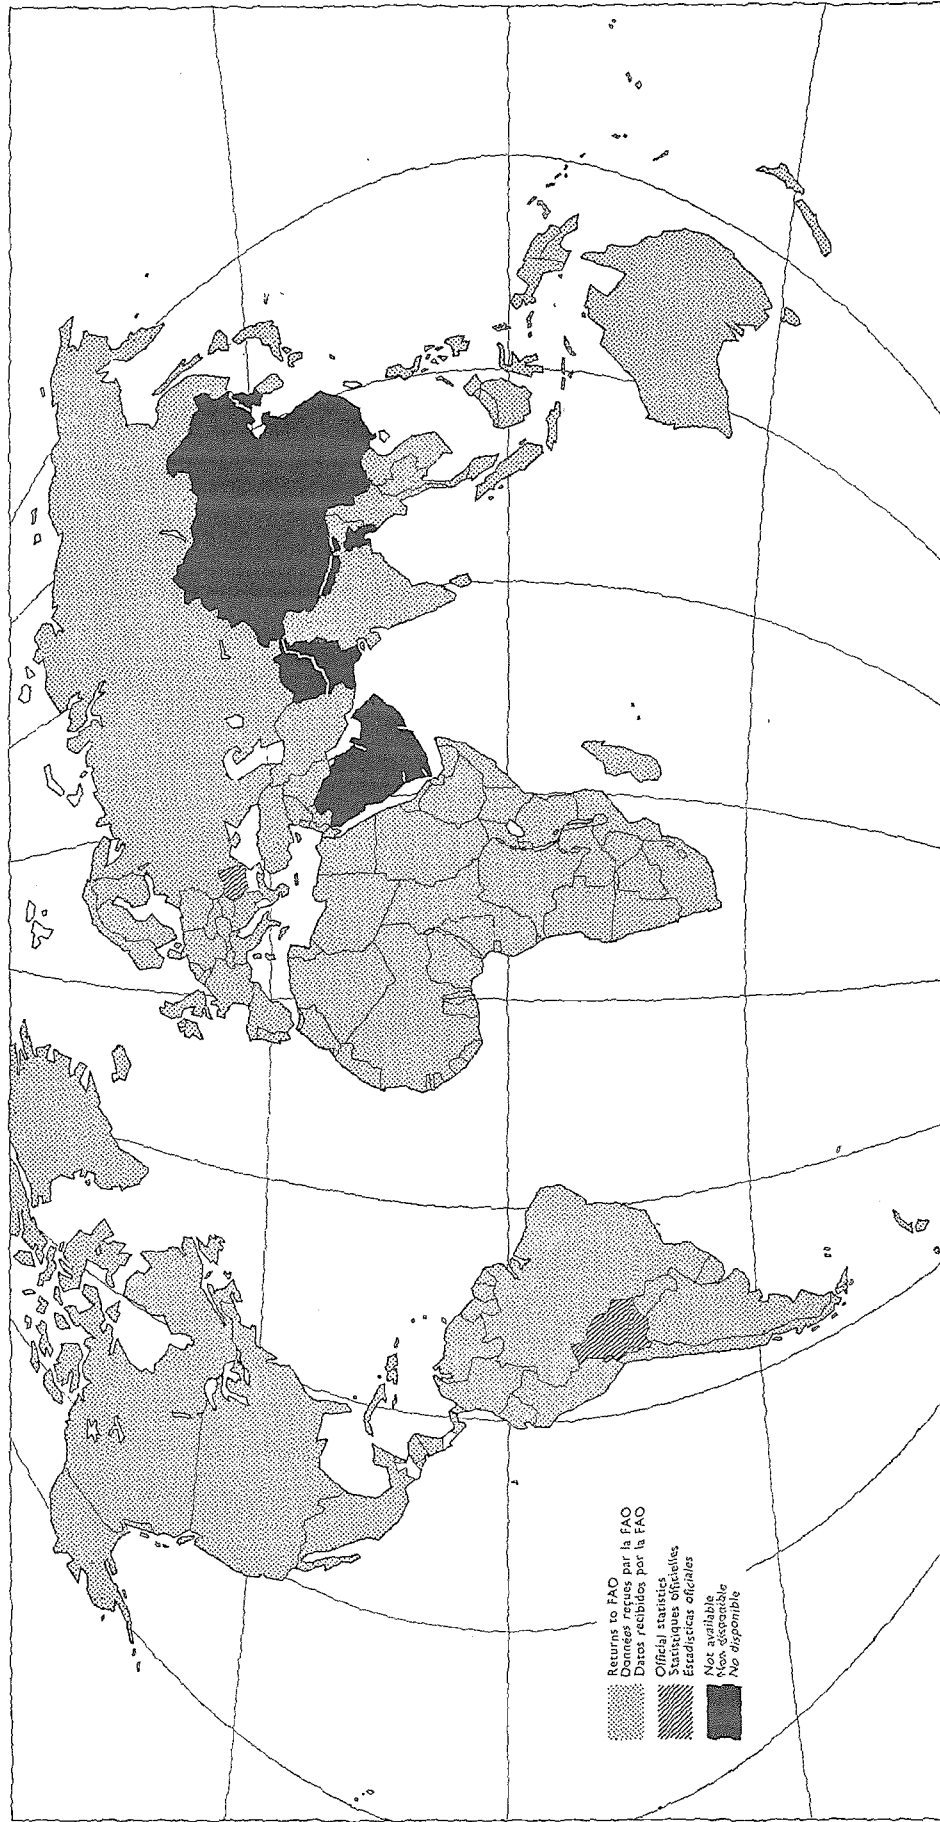 Returns to FAO
Données reçues par la FAO
Datos recibidos por la FAO
Official statistics
Statistiques officielles
Estadísticas oficiales
Not available
Non disponible
No disponible